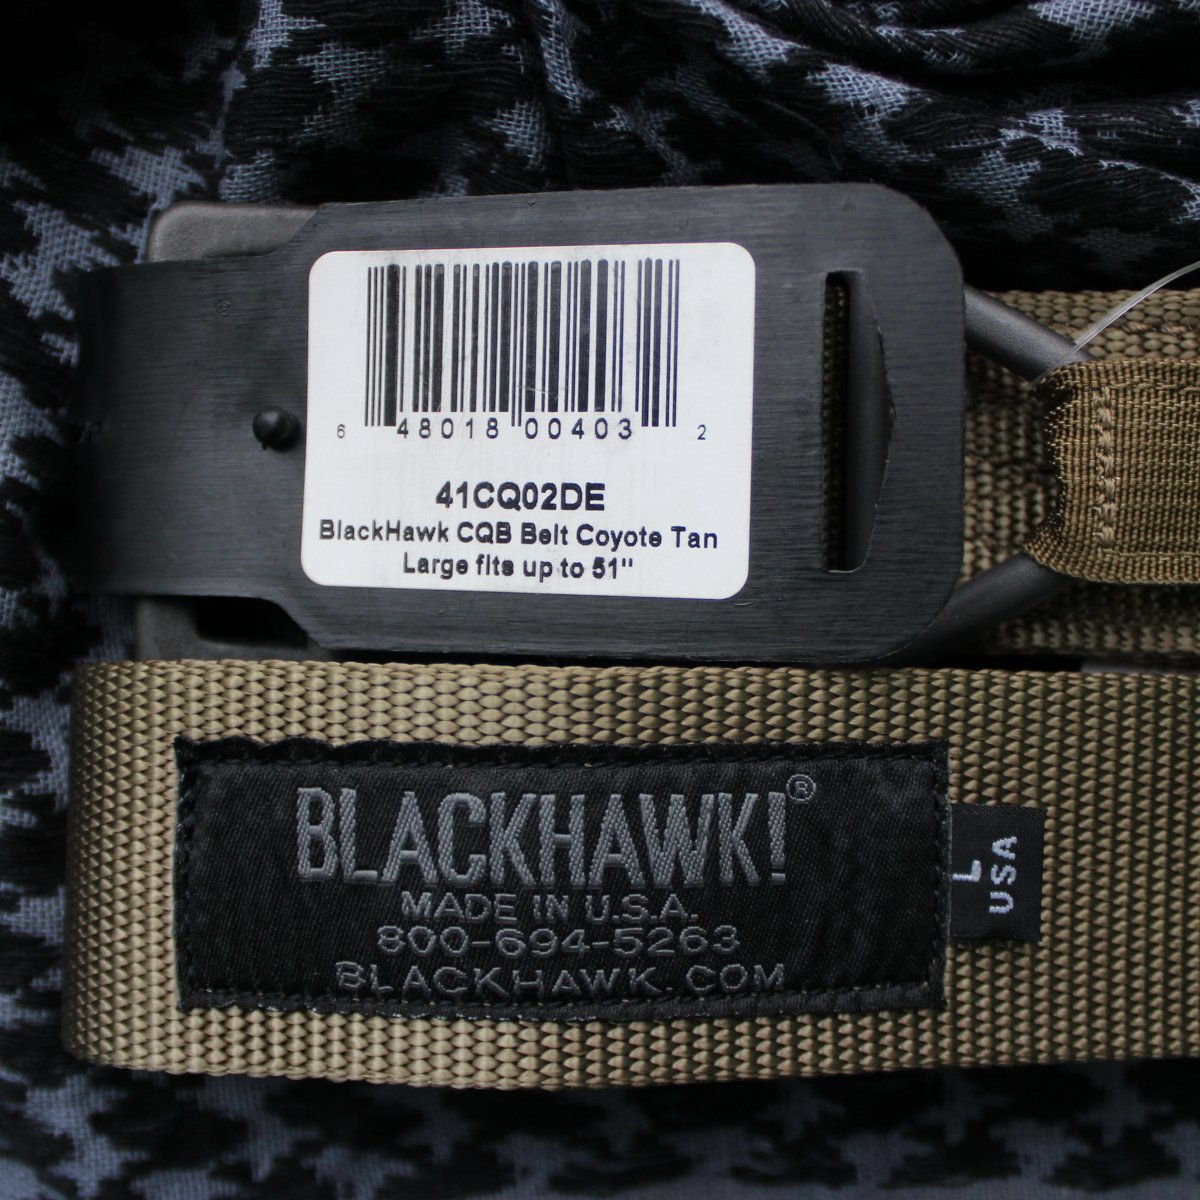 6 48018 00403 2
41CQ02DE
BlackHawk CQB Belt Coyote Tan
Large fits up to 51"
BLACKHAWK!®
MADE IN U.S.A.
800-694-5263
BLACKHAWK.COM
L
USA